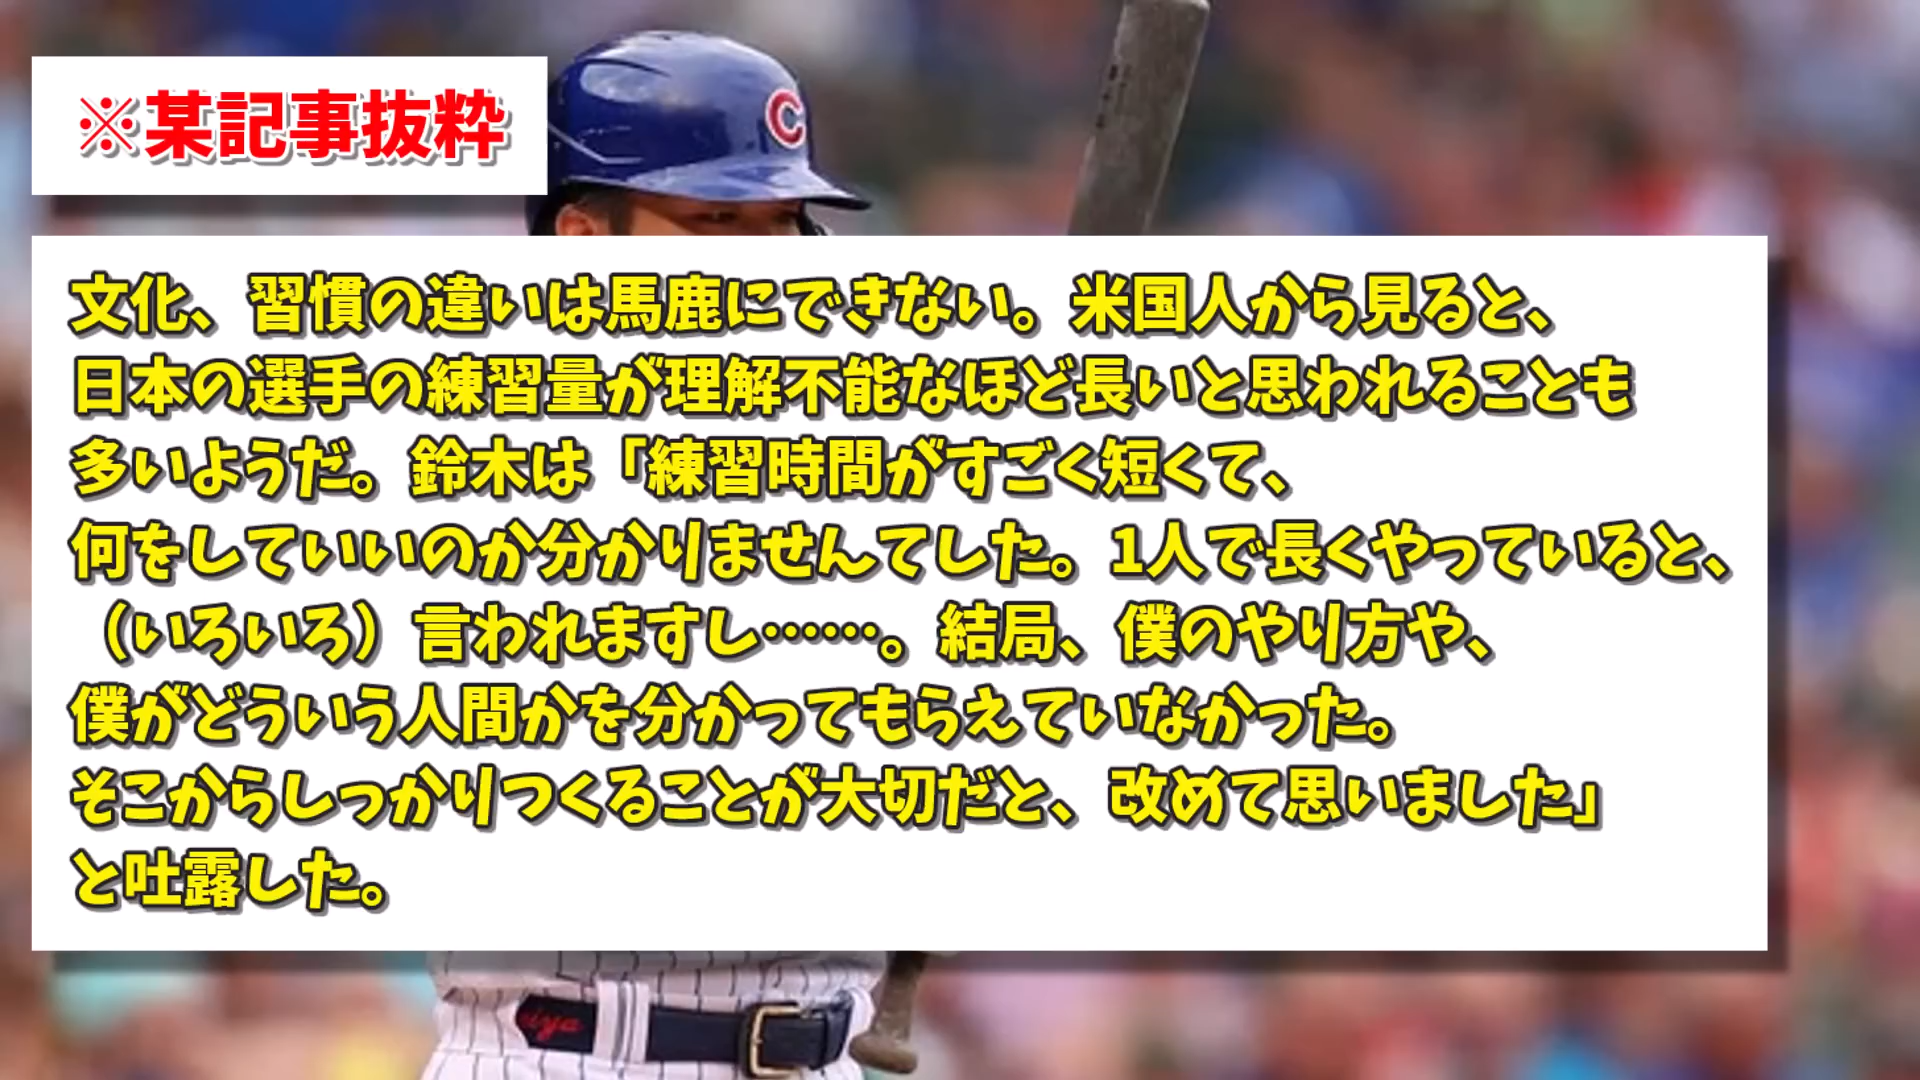 ※某記事抜粋
C
文化、習慣の違いは馬鹿にできない。米国人から見ると、
日本の選手の練習量が理解不能なほど長いと思われることも
多いようだ。鈴木は「練習時間がすごく短くて、
何をしていいのか分かりませんてした。1人で長くやっていると、
（いろいろ）言われますし……。結局、僕のやり方や、
僕がどういう人間かを分かってもらえていなかった。
そこからしっかりつくることが大切だと、改めて思いました」
と吐露した。